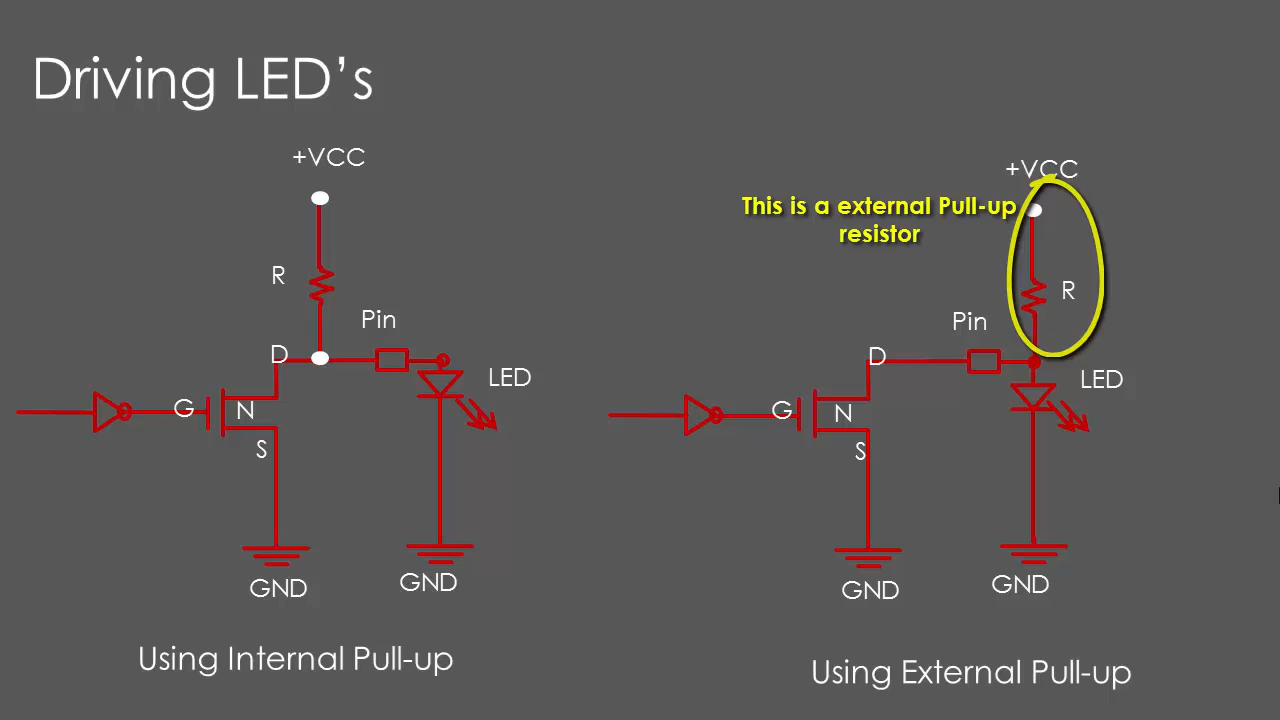 Driving LED's
+VCC
R
Pin
D
LED
G
N
S
GND
GND
Using Internal Pull-up
+VCC
This is a external Pull-up
resistor
R
Pin
D
LED
G
N
S
GND
GND
Using External Pull-up